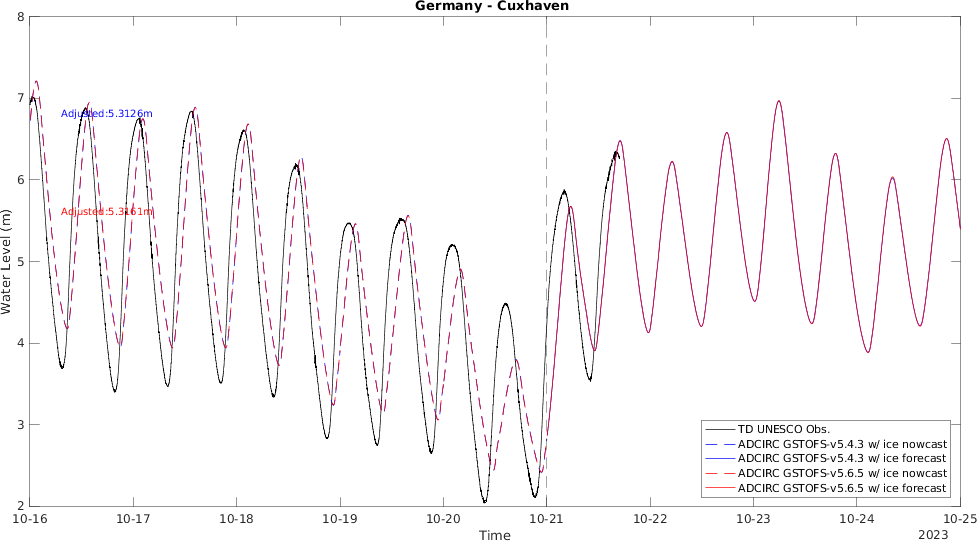 Germany - Cuxhaven
8
7
6
5
4
3
2
Water Level (m)
Adjusted:5.3126m
Adjusted:5.3161m
TD UNESCO Obs.
ADCIRC GSTOFS-v5.4.3 w/ ice nowcast
ADCIRC GSTOFS-v5.4.3 w/ ice forecast
ADCIRC GSTOFS-v5.6.5 w/ ice nowcast
ADCIRC GSTOFS-v5.6.5 w/ ice forecast
10-16 10-17 10-18 10-19 10-20 10-21 10-22 10-23 10-24 10-25
Time
2023